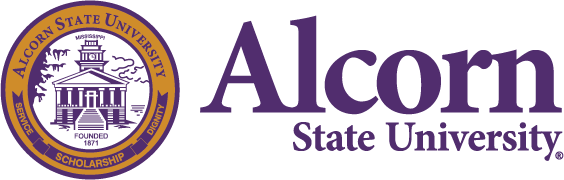 ALCORN STATE UNIVERSITY
MISSISSIPPI
FOUNDED
1871
SERVICE
SCHOLARSHIP
DIGNITY
Alcorn
State University®